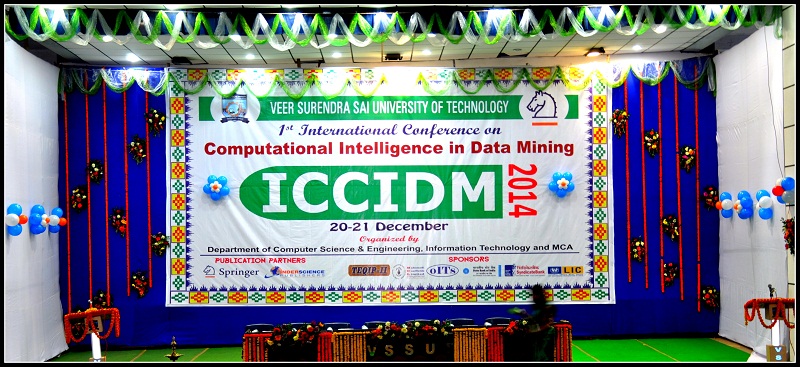 VEER SURENDRA SAI UNIVERSITY OF TECHNOLOGY
1st International Conference on
Computational Intelligence in Data Mining
ICCIDM 2014
20-21 December
Organized by
Department of Computer Science & Engineering, Information Technology and MCA
PUBLICATION PARTNERS
SPONSORS
Springer
INDERSCIENCE
TEQIP-II
OITS
LIC
VSSU